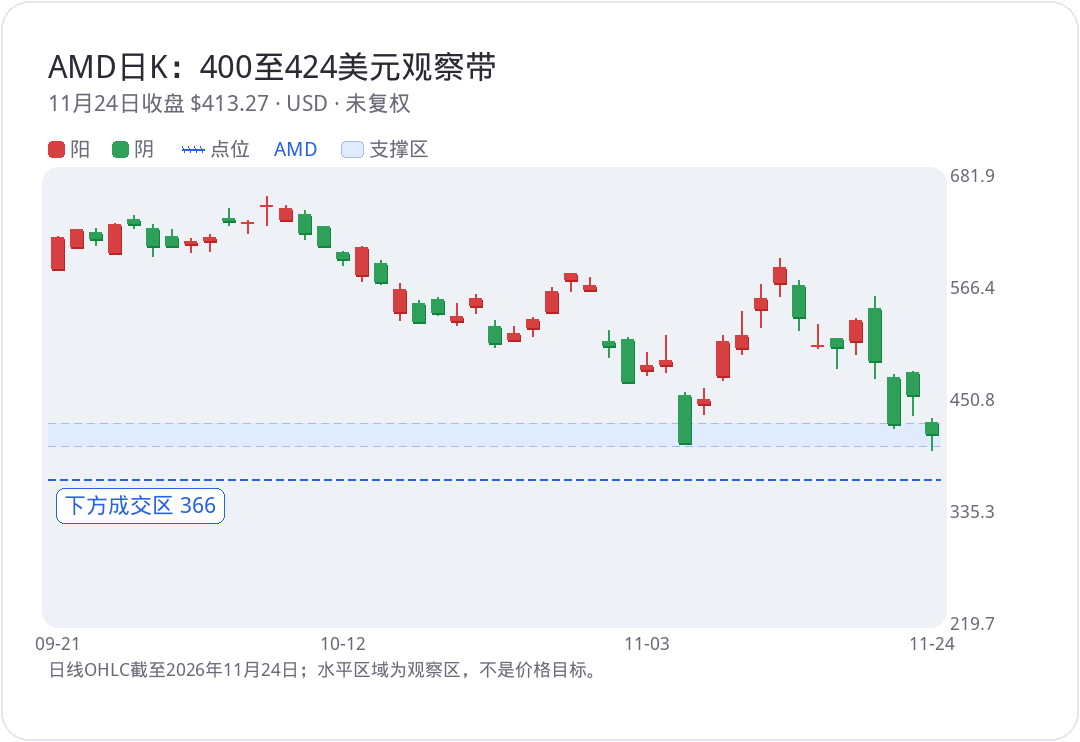 AMD日K：400至424美元观察带
11月24日收盘 $413.27 · USD · 未复权
阳 阴 点位 AMD 支撑区
681.9
566.4
450.8
下方成交区 366
335.3
219.7
09-21 10-12 11-03 11-24
日线OHLC截至2026年11月24日；水平区域为观察区，不是价格目标。